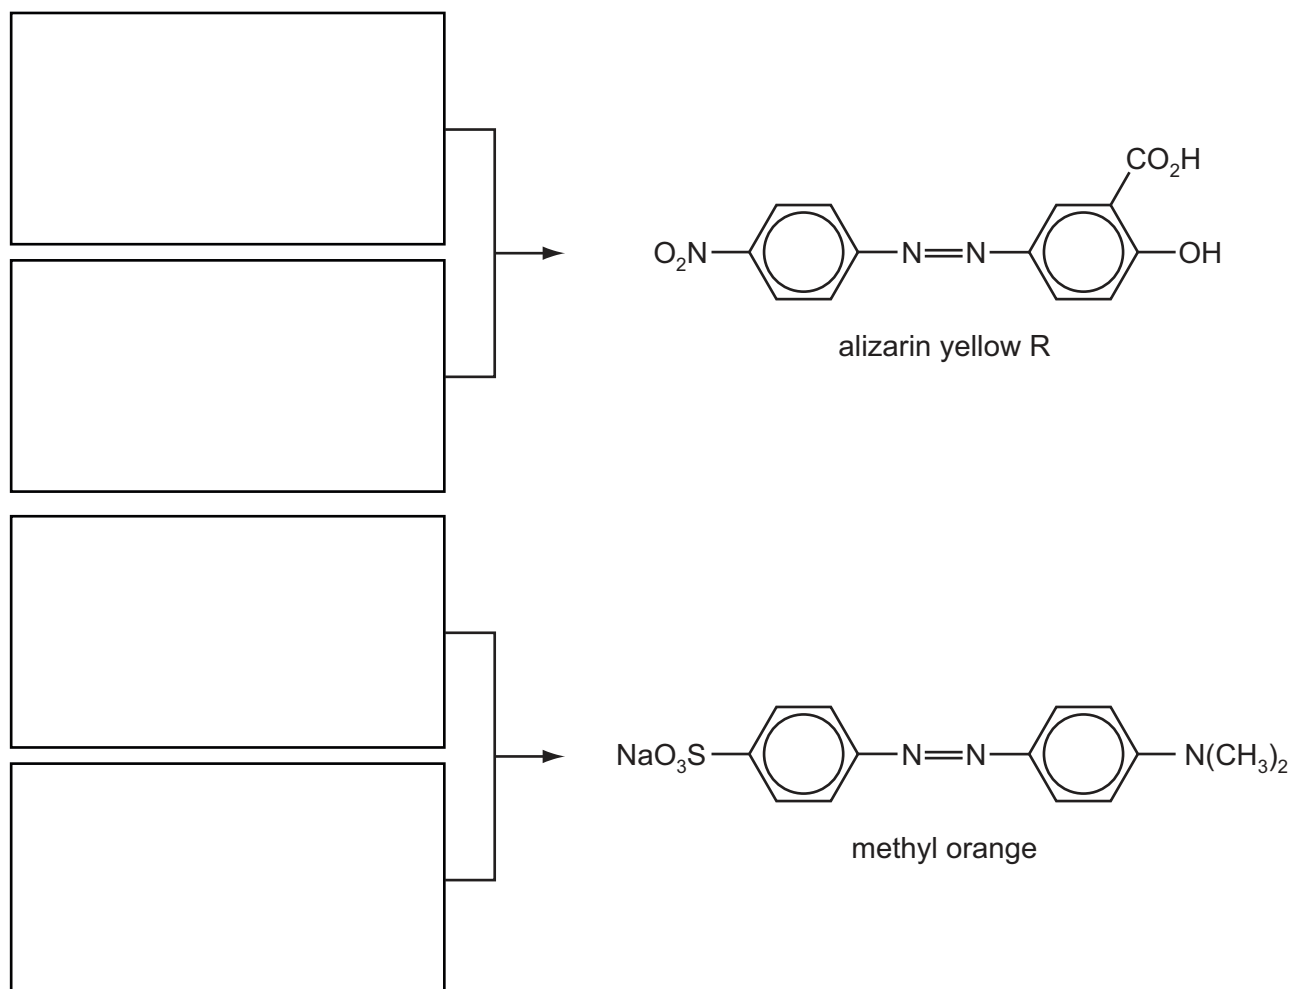 CO₂H
O₂N N N OH
alizarin yellow R
NaO₃S N N N(CH₃)₂
methyl orange